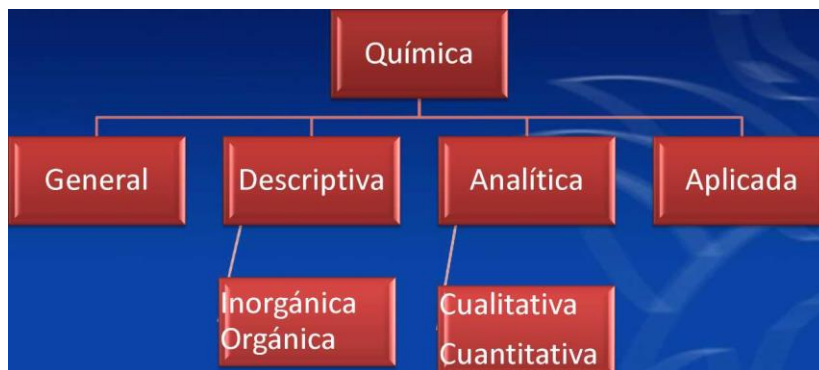 Química
General
Descriptiva
Analítica
Aplicada
Inorgánica
Orgánica
Cualitativa
Cuantitativa